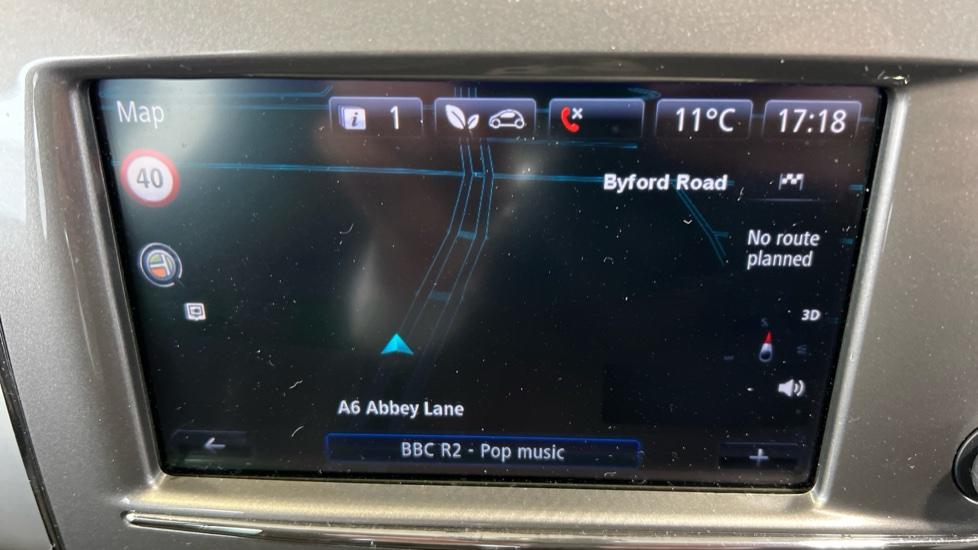 Map
1
11°C
17:18
40
Byford Road
No route
planned
3D
S
A6 Abbey Lane
BBC R2 - Pop music